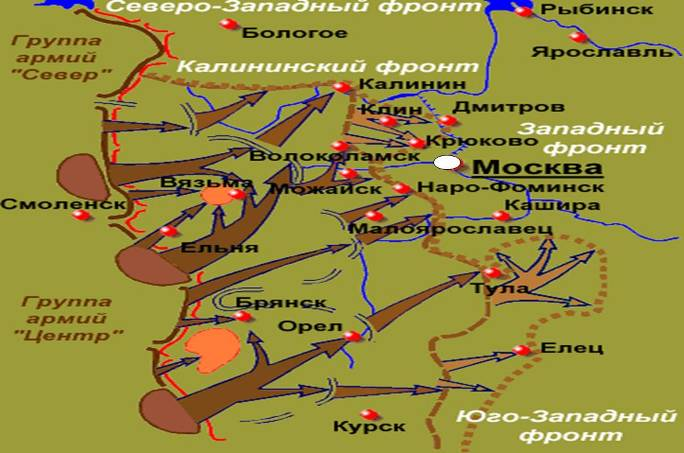 Северо-Западный фронт
Рыбинск
Бологое
Группа
армий
"Север"
Ярославль
Калининский фронт
Калинин
Клин
Дмитров
Западный
фронт
Крюково
Волоколамск
Москва
Вязьма
Можайск
Наро-Фоминск
Смоленск
Кашира
Малоярославец
Ельня
Тула
Группа
армий
"Центр"
Брянск
Орел
Елец
Курск
Юго-Западный
фронт